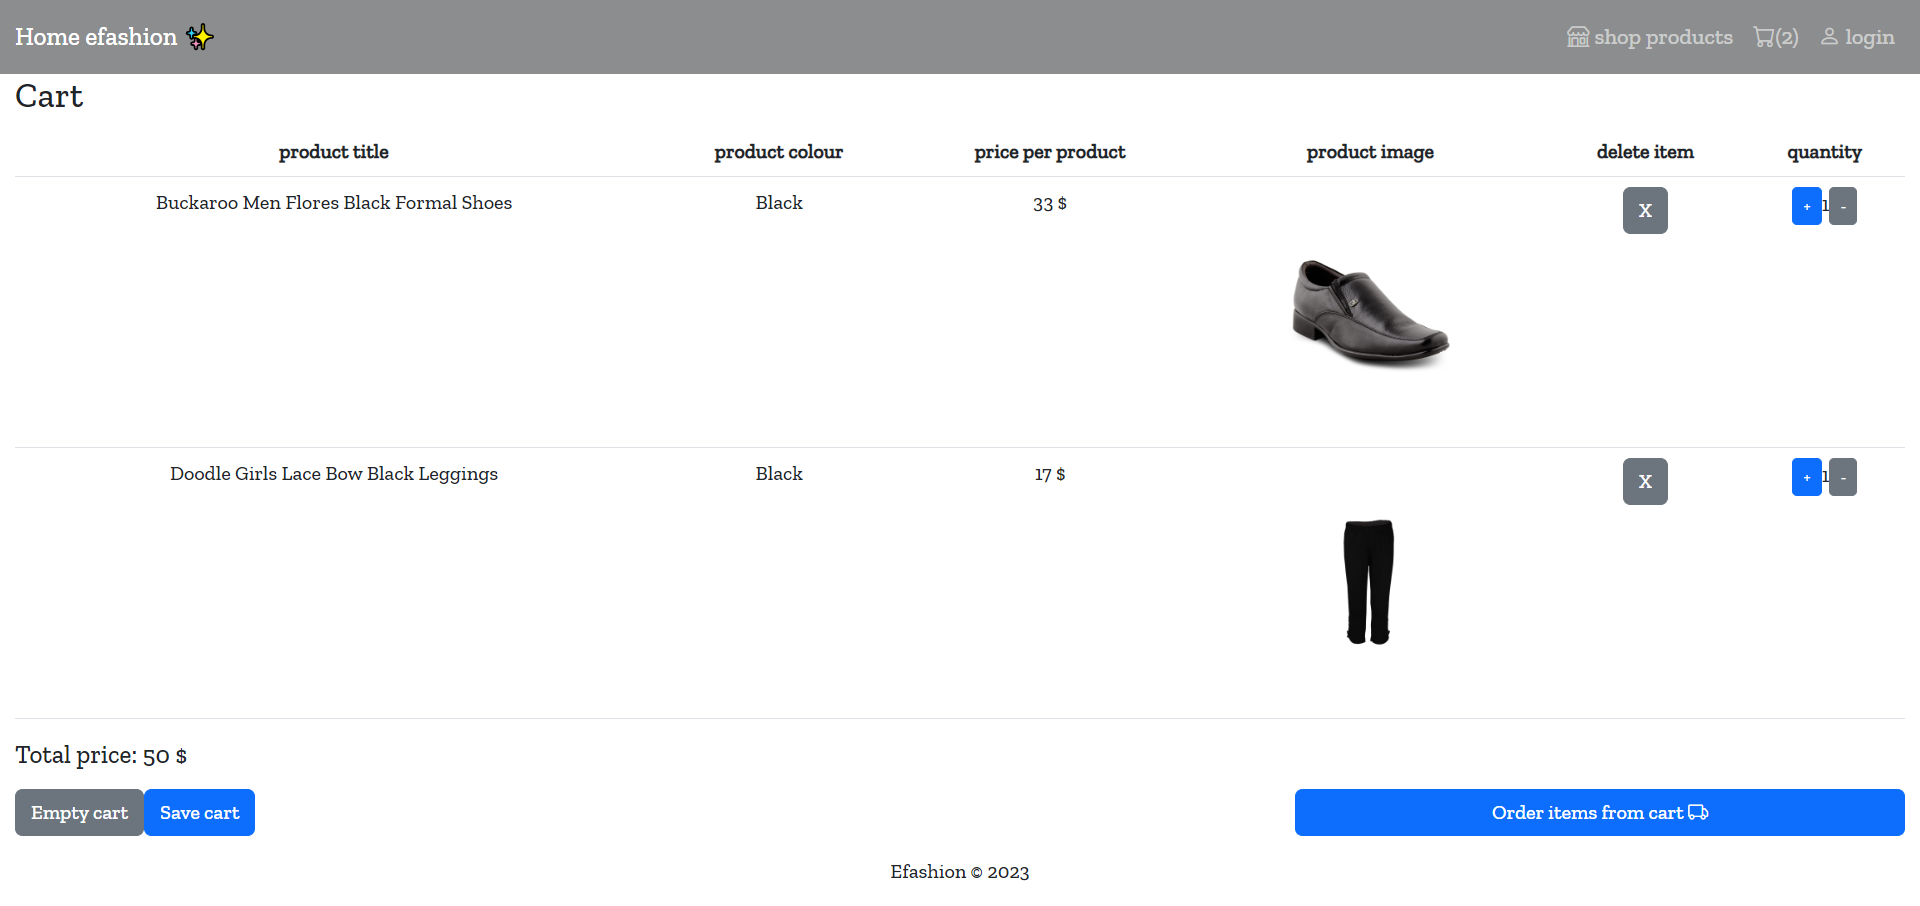 Home efashion ✨ shop products (2) login
Cart
product title product colour price per product product image delete item quantity
Buckaroo Men Flores Black Formal Shoes Black 33 $ X + 1 -
Doodle Girls Lace Bow Black Leggings Black 17 $ X + 1 -
Total price: 50 $
Empty cart Save cart Order items from cart
Efashion © 2023